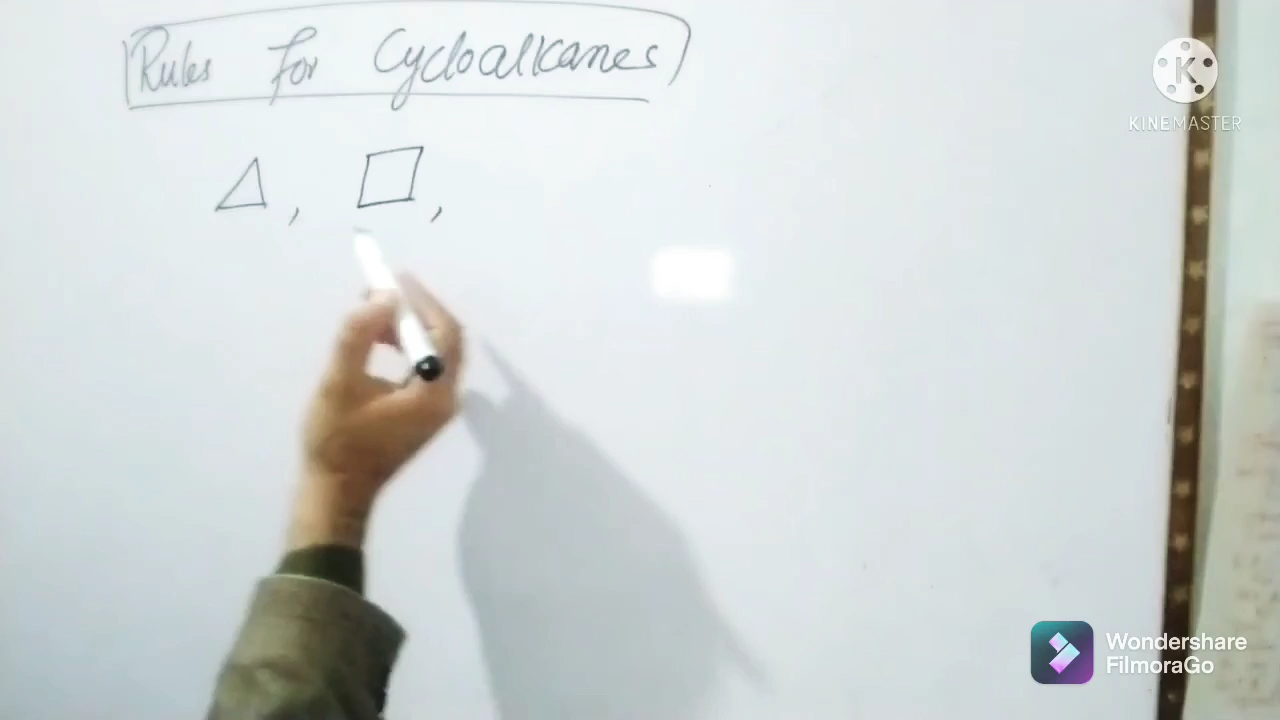 Rules for Cycloalkanes
, ,
KINEMASTER
Wondershare
FilmoraGo